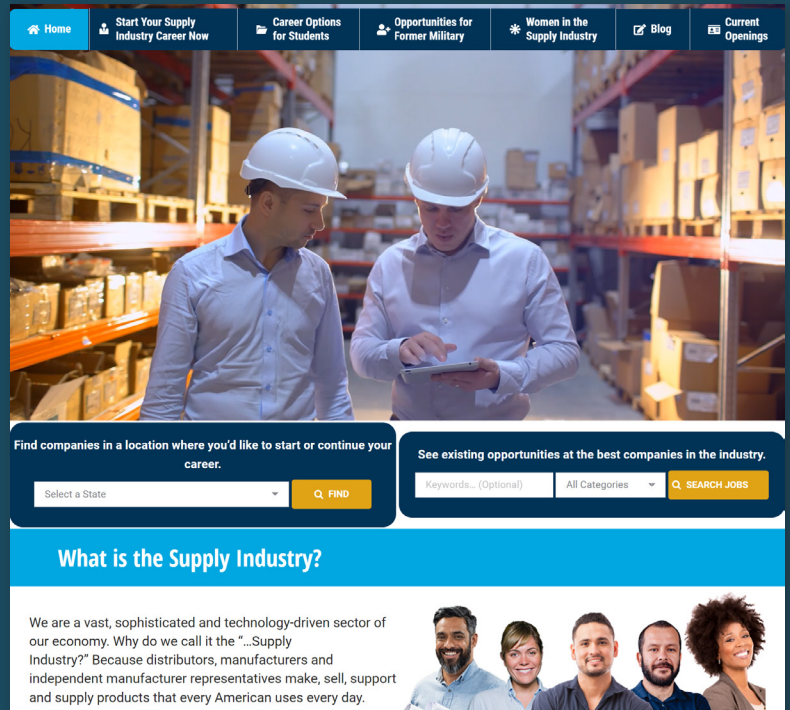 Home
Start Your Supply
Industry Career Now
Career Options
for Students
Opportunities for
Former Military
Women in the
Supply Industry
Blog
Current
Openings
Find companies in a location where you'd like to start or continue your
career.
Select a State
FIND
See existing opportunities at the best companies in the industry.
Keywords... (Optional)
All Categories
SEARCH JOBS
What is the Supply Industry?
We are a vast, sophisticated and technology-driven sector of
our economy. Why do we call it the “...Supply
Industry?” Because distributors, manufacturers and
independent manufacturer representatives make, sell, support
and supply products that every American uses every day.